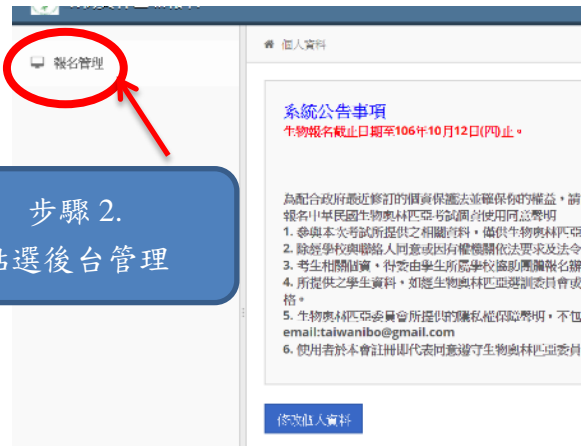 報名管理
個人資料
系統公告事項
生物報名截止日期至106年10月12日(四)止。
為配合政府最近修訂的個資保護法並確保你的權益，請
報名中華民國生物奧林匹亞考試個資使用同意聲明
1. 參與本次考試所提供之相關資料，僅供生物奧林匹亞
2. 除經學校與聯絡人同意或因有權機關依法要求及法令
3. 考生相關個資，得委由學生所屬學校協助團體報名辦
4. 所提供之學生資料，如經生物奧林匹亞選訓委員會或
格。
5. 生物奧林匹亞委員會所提供的隱私權保障聲明，不包
email:taiwanibo@gmail.com
6. 使用者於本會註冊即代表同意遵守生物奧林匹亞委員
修改個人資料
步驟 2.
點選後台管理